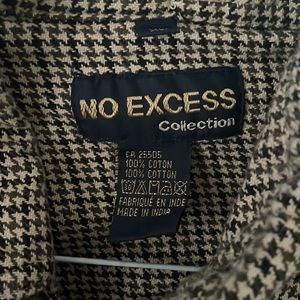 NO EXCESS
Collection
CA 25505
100% COTON
100% COTTON
FABRIQUÉ EN INDE
MADE IN INDIA